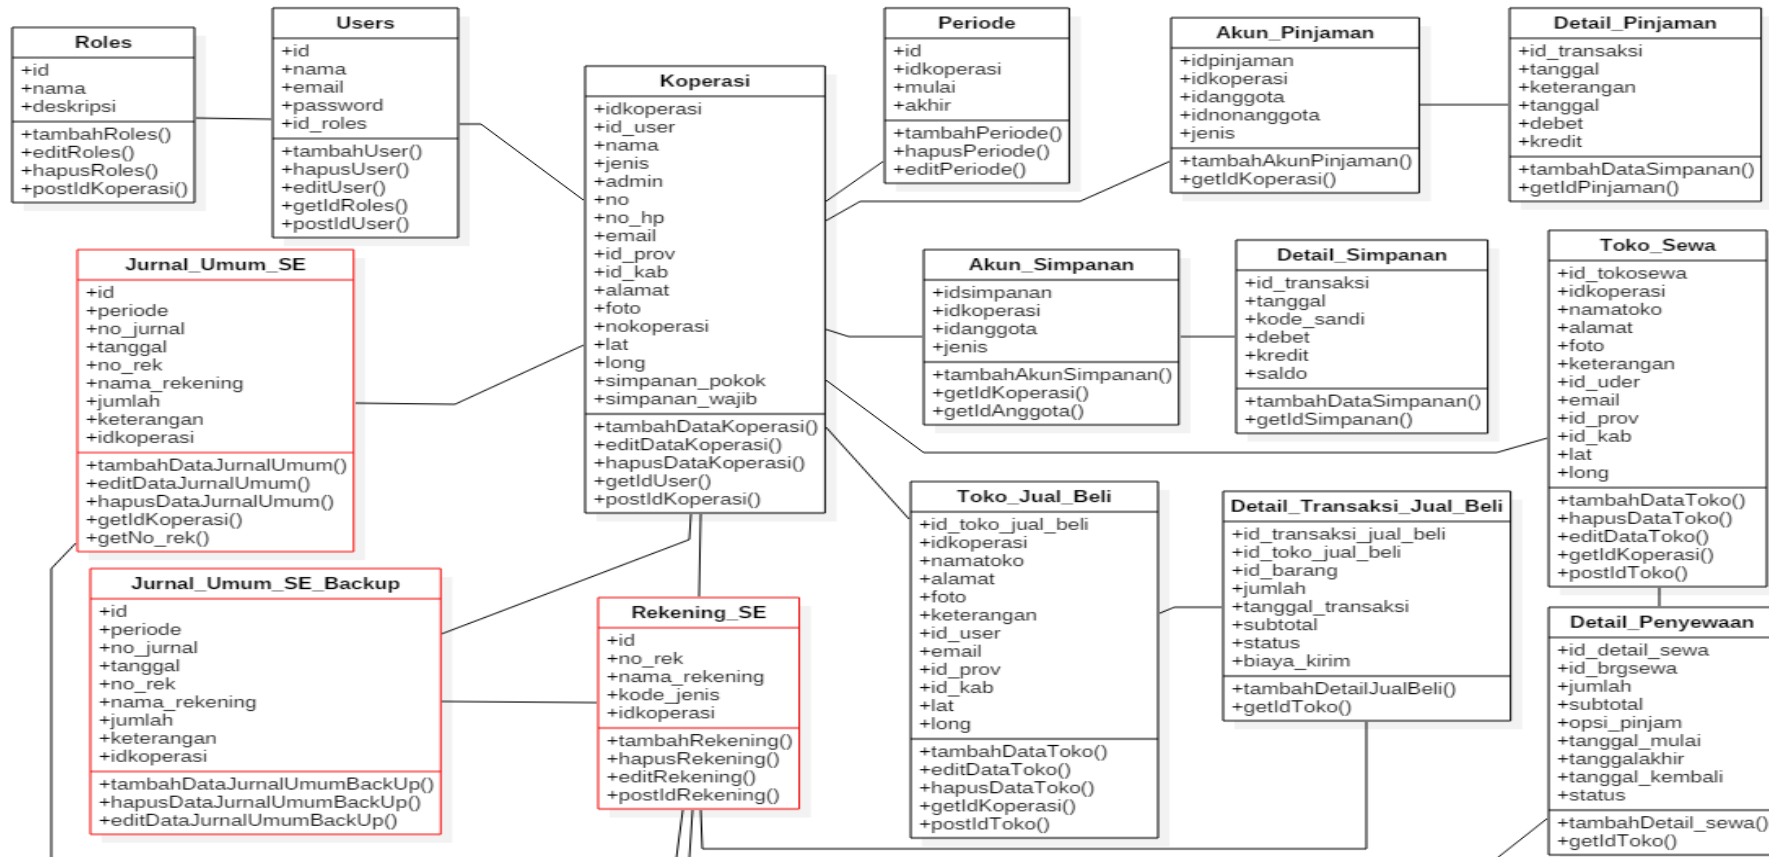 Roles
+id
+nama
+deskripsi
+tambahRoles()
+editRoles()
+hapusRoles()
+postIdKoperasi()
Users
+id
+nama
+email
+password
+id_roles
+tambahUser()
+hapusUser()
+editUser()
+getIdRoles()
+postIdUser()
Koperasi
+idkoperasi
+id_user
+nama
+jenis
+admin
+no
+no_hp
+email
+id_prov
+id_kab
+alamat
+foto
+nokoperasi
+lat
+long
+simpanan_pokok
+simpanan_wajib
+tambahDataKoperasi()
+editDataKoperasi()
+hapusDataKoperasi()
+getIdUser()
+postIdKoperasi()
Periode
+id
+idkoperasi
+mulai
+akhir
+tambahPeriode()
+hapusPeriode()
+editPeriode()
Akun_Pinjaman
+idpinjaman
+idkoperasi
+idanggota
+idnonanggota
+jenis
+tambahAkunPinjaman()
+getIdKoperasi()
Detail_Pinjaman
+id_transaksi
+tanggal
+keterangan
+tanggal
+debet
+kredit
+tambahDataSimpanan()
+getIdPinjaman()
Jurnal_Umum_SE
+id
+periode
+no_jurnal
+tanggal
+no_rek
+nama_rekening
+jumlah
+keterangan
+idkoperasi
+tambahDataJurnalUmum()
+editDataJurnalUmum()
+hapusDataJurnalUmum()
+getIdKoperasi()
+getNo_rek()
Akun_Simpanan
+idsimpanan
+idkoperasi
+idanggota
+jenis
+tambahAkunSimpanan()
+getIdKoperasi()
+getIdAnggota()
Detail_Simpanan
+id_transaksi
+tanggal
+kode_sandi
+debet
+kredit
+saldo
+tambahDataSimpanan()
+getIdSimpanan()
Toko_Sewa
+id_tokosewa
+idkoperasi
+namatoko
+alamat
+foto
+keterangan
+id_uder
+email
+id_prov
+id_kab
+lat
+long
+tambahDataToko()
+hapusDataToko()
+editDataToko()
+getIdKoperasi()
+postIdToko()
Jurnal_Umum_SE_Backup
+id
+periode
+no_jurnal
+tanggal
+no_rek
+nama_rekening
+jumlah
+keterangan
+idkoperasi
+tambahDataJurnalUmumBackUp()
+hapusDataJurnalUmumBackUp()
+editDataJurnalUmumBackUp()
Rekening_SE
+id
+no_rek
+nama_rekening
+kode_jenis
+idkoperasi
+tambahRekening()
+hapusRekening()
+editRekening()
+postIdRekening()
Toko_Jual_Beli
+id_toko_jual_beli
+idkoperasi
+namatoko
+alamat
+foto
+keterangan
+id_user
+email
+id_prov
+id_kab
+lat
+long
+tambahDataToko()
+editDataToko()
+hapusDataToko()
+getIdKoperasi()
+postIdToko()
Detail_Transaksi_Jual_Beli
+id_transaksi_jual_beli
+id_toko_jual_beli
+id_barang
+jumlah
+tanggal_transaksi
+subtotal
+status
+biaya_kirim
+tambahDetailJualBeli()
+getIdToko()
Detail_Penyewaan
+id_detail_sewa
+id_brgsewa
+jumlah
+subtotal
+opsi_pinjam
+tanggal_mulai
+tanggalakhir
+tanggal_kembali
+status
+tambahDetail_sewa()
+getIdToko()